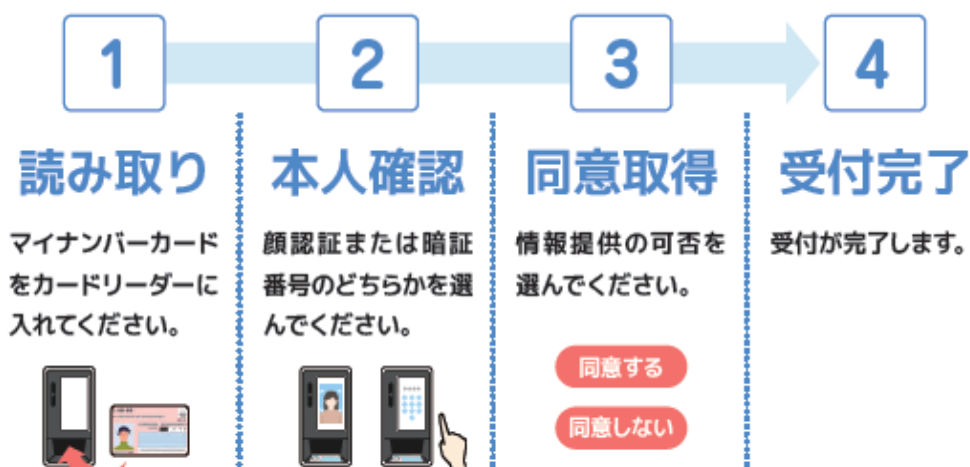 1
2
3
4
読み取り
マイナンバーカード
をカードリーダーに
入れてください。
本人確認
顔認証または暗証
番号のどちらかを選
んでください。
同意取得
情報提供の可否を
選んでください。
同意する
同意しない
受付完了
受付が完了します。